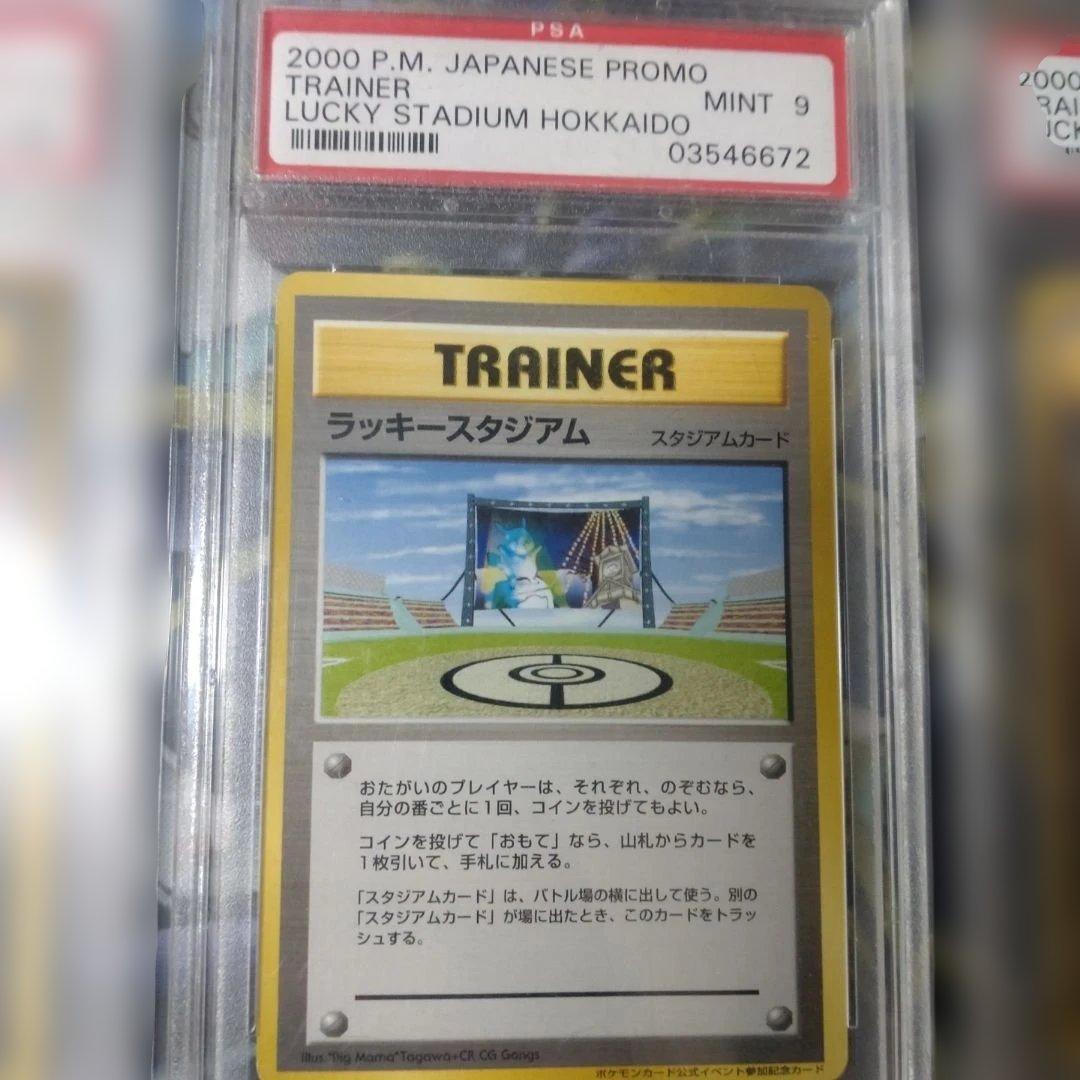 PSA
2000 P.M. JAPANESE PROMO
TRAINER
MINT 9
LUCKY STADIUM HOKKAIDO
03546672
TRAINER
ラッキースタジアム
スタジアムカード
おたがいのプレイヤーは、それぞれ、のぞむなら、
自分の番ごとに1回、コインを投げてもよい。
コインを投げて「おもて」なら、山札からカードを
1枚引いて、手札に加える。
「スタジアムカード」は、バトル場の横に出して使う。別の
「スタジアムカード」が場に出たとき、このカードをトラッ
シュする。
Illus."Big Mama"Tagawa+CR CG Gangs
ポケモンカード公式イベント参加記念カード
2000